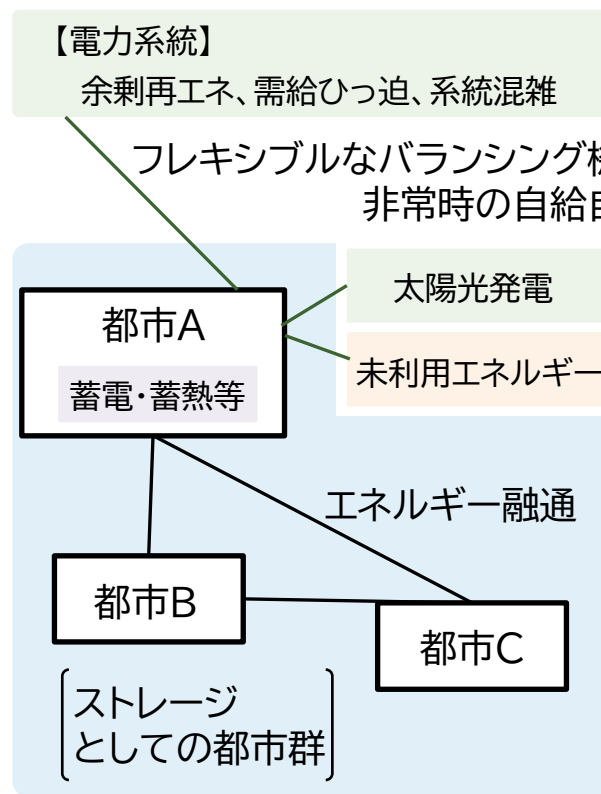 【電力系統】
余剰再エネ、需給ひっ迫、系統混雑
フレキシブルなバランシング機
非常時の自給自
都市A
蓄電・蓄熱等
太陽光発電
未利用エネルギー
エネルギー融通
都市B
都市C
ストレージ
としての都市群